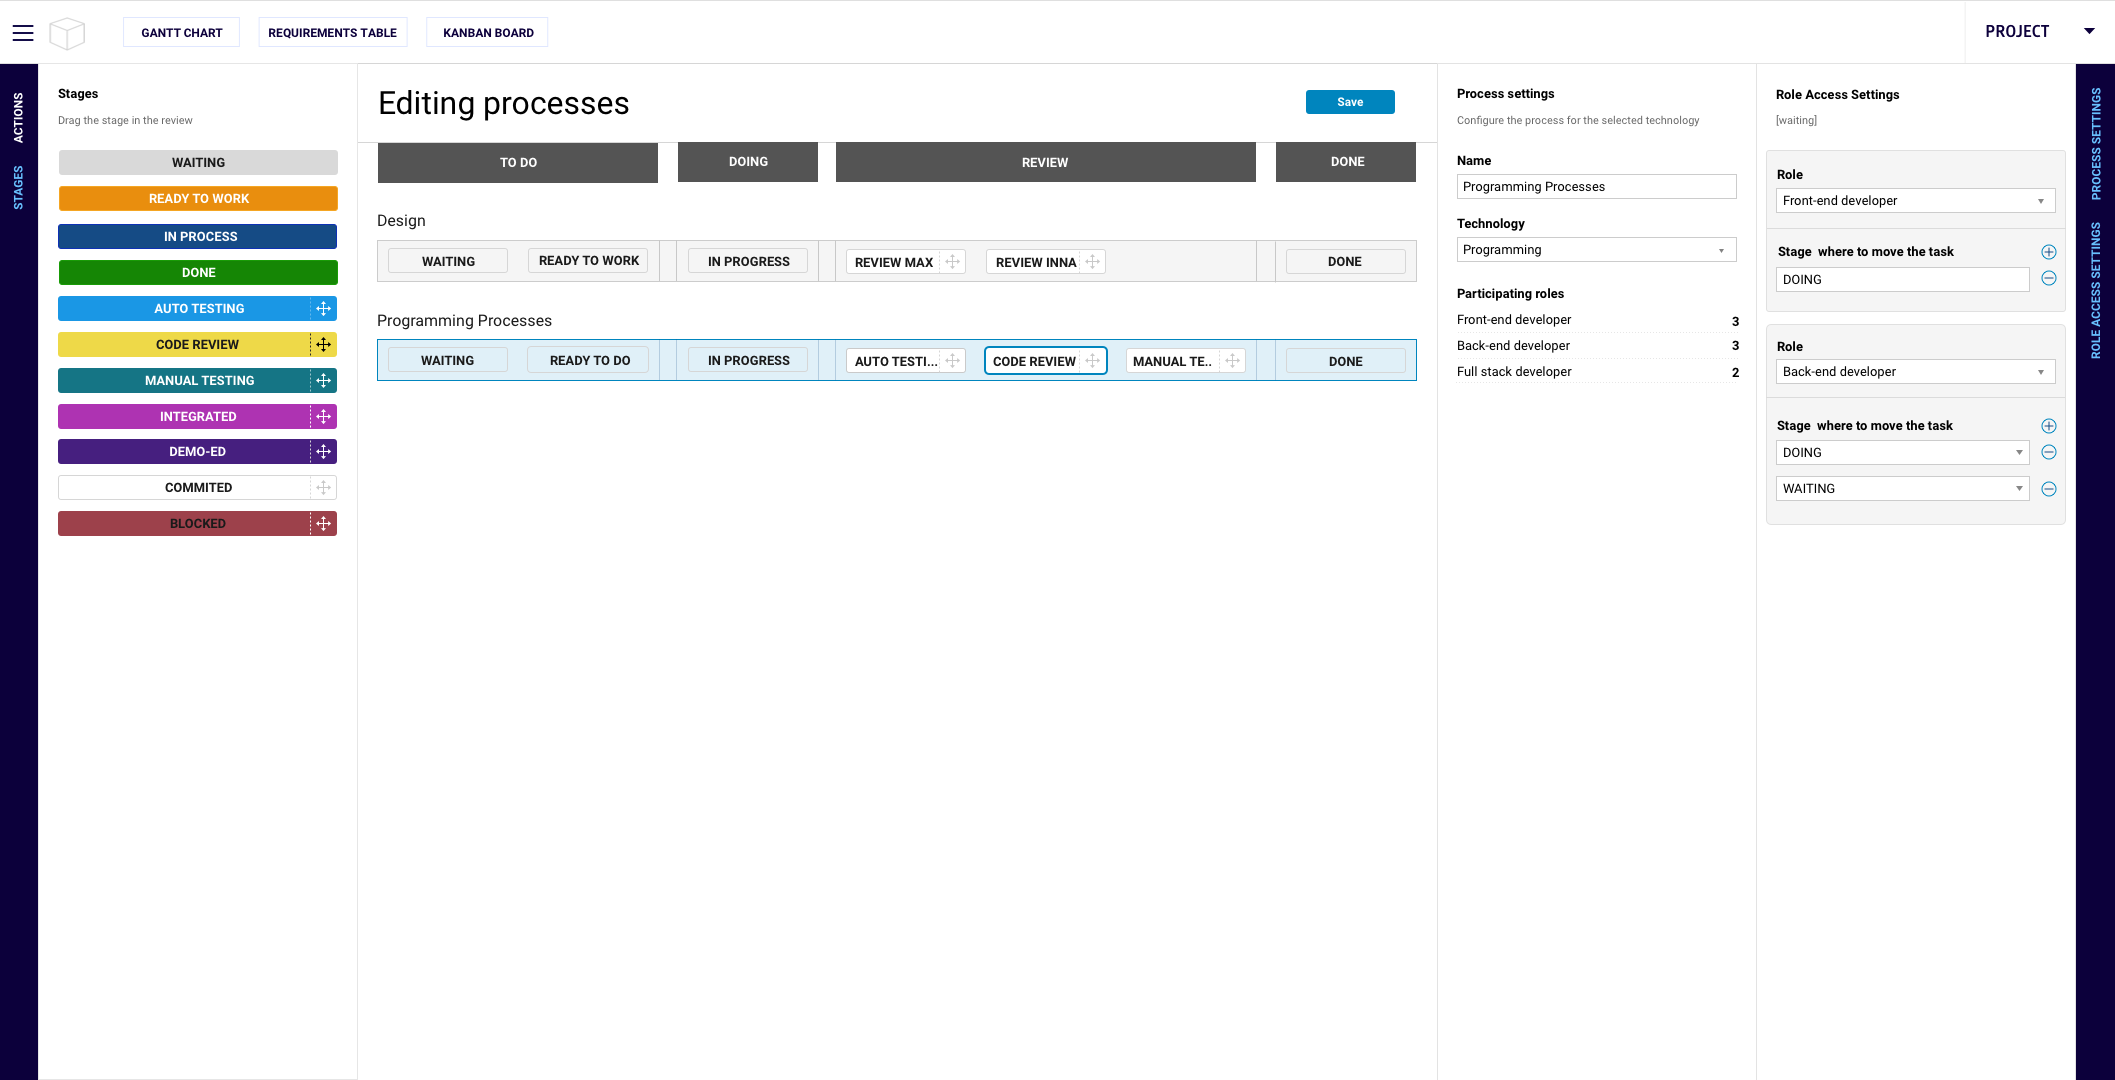 GANTT CHART
REQUIREMENTS TABLE
KANBAN BOARD
PROJECT
ACTIONS
STAGES
Stages
Drag the stage in the review
WAITING
READY TO WORK
IN PROCESS
DONE
AUTO TESTING
CODE REVIEW
MANUAL TESTING
INTEGRATED
DEMO-ED
COMMITED
BLOCKED
Editing processes
Save
TO DO
DOING
REVIEW
DONE
Design
WAITING
READY TO WORK
IN PROGRESS
REVIEW MAX
REVIEW INNA
DONE
Programming Processes
WAITING
READY TO DO
IN PROGRESS
AUTO TESTI...
CODE REVIEW
MANUAL TE..
DONE
Process settings
Configure the process for the selected technology
Name
Programming Processes
Technology
Programming
Participating roles
Front-end developer 3
Back-end developer 3
Full stack developer 2
Role Access Settings
[waiting]
Role
Front-end developer
Stage where to move the task
DOING
Role
Back-end developer
Stage where to move the task
DOING
WAITING
PROCESS SETTINGS
ROLE ACCESS SETTINGS